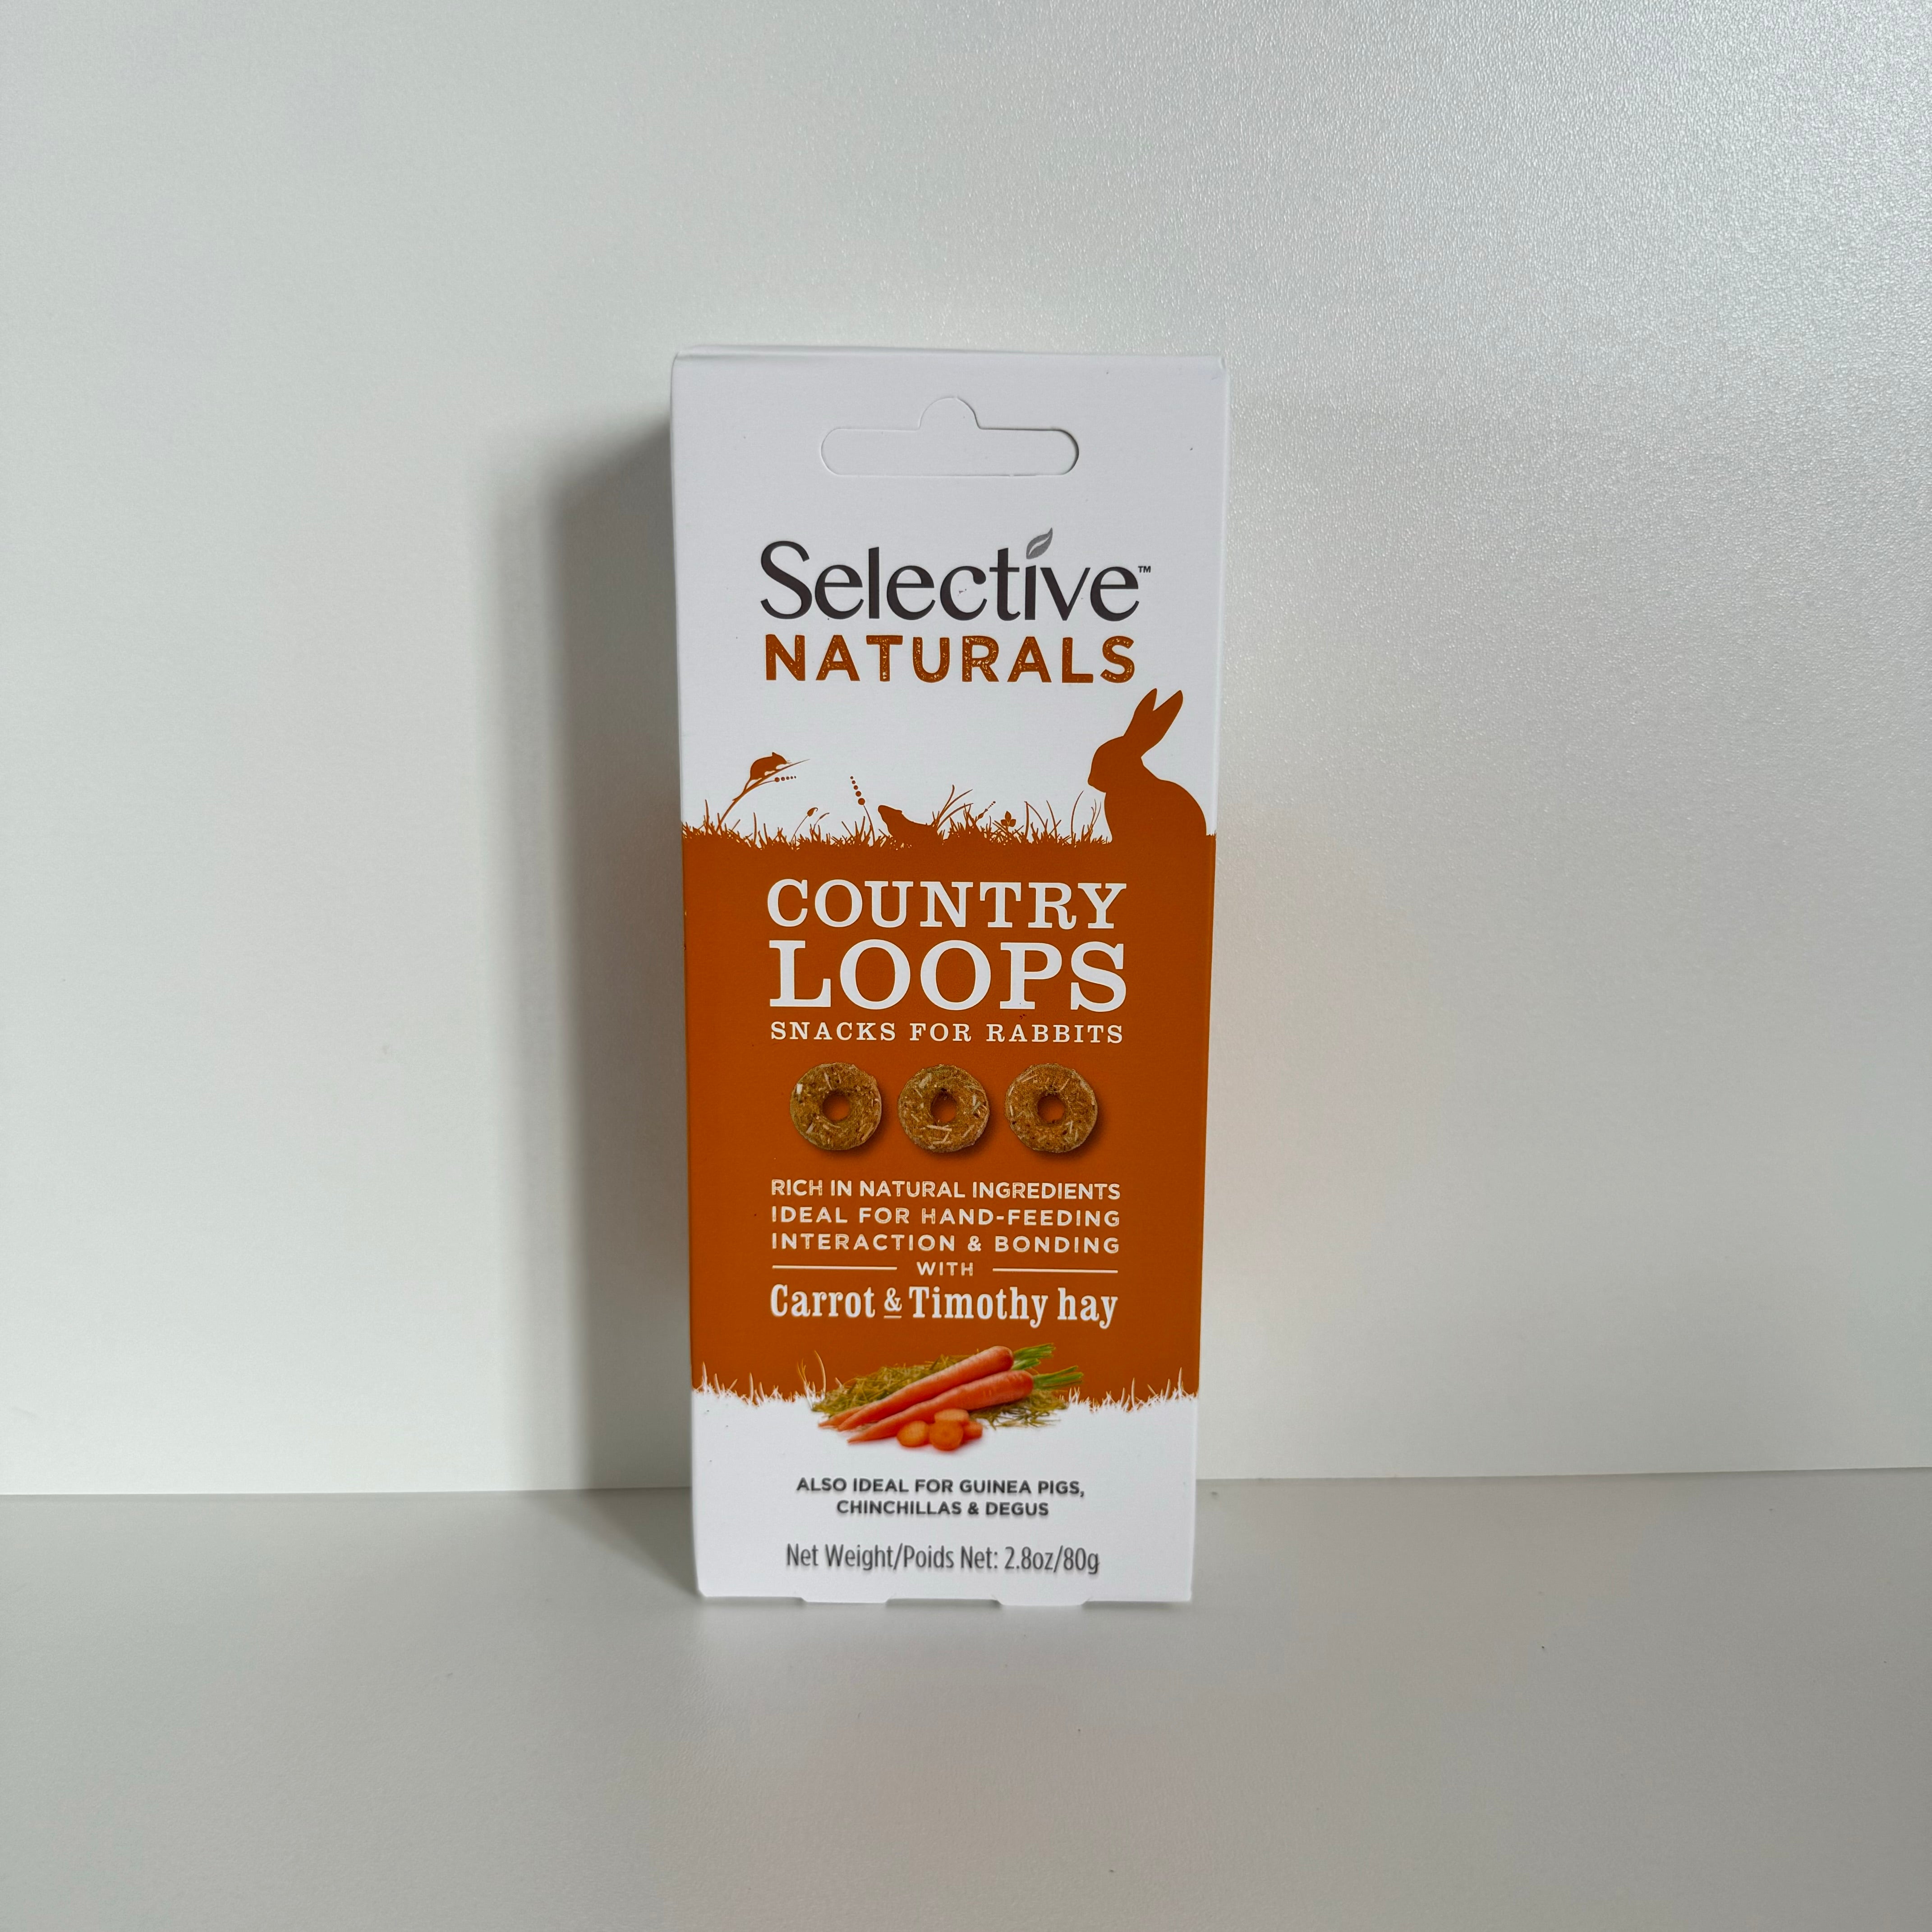 Selective™
NATURALS
COUNTRY
LOOPS
SNACKS FOR RABBITS
RICH IN NATURAL INGREDIENTS
IDEAL FOR HAND-FEEDING
INTERACTION & BONDING
WITH
Carrot & Timothy hay
ALSO IDEAL FOR GUINEA PIGS,
CHINCHILLAS & DEGUS
Net Weight/Poids Net: 2.8oz/80g